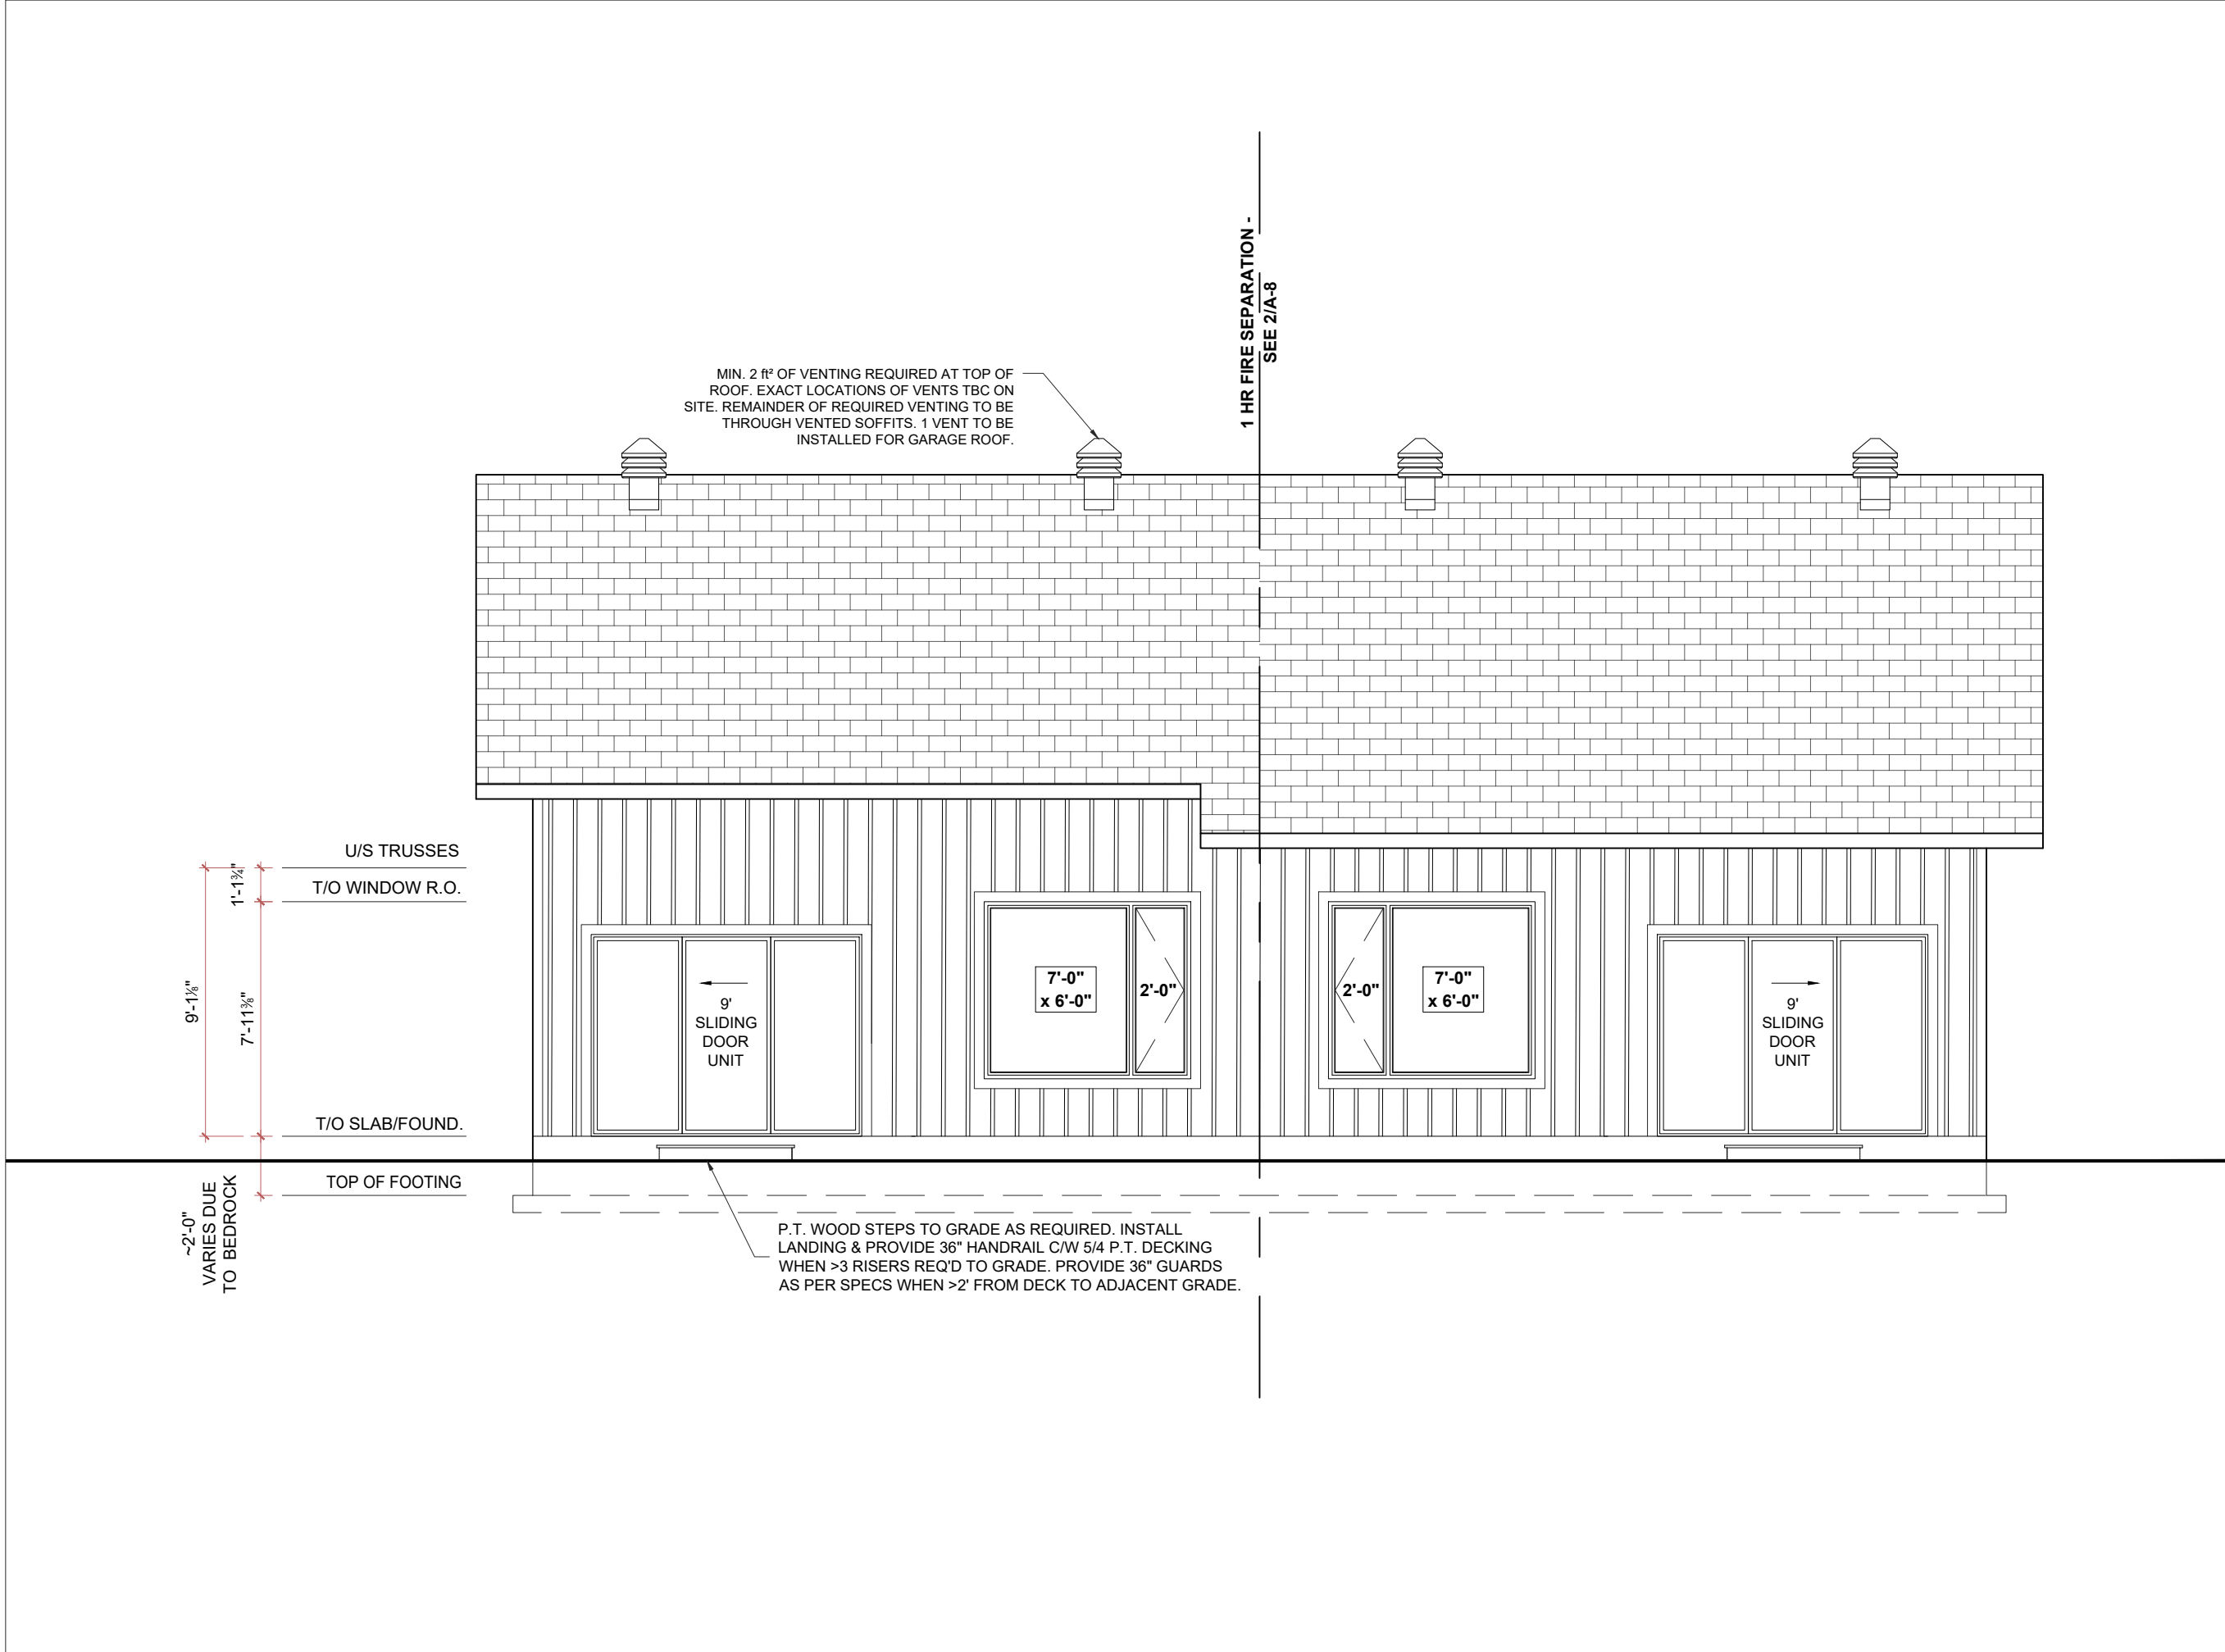 1 HR FIRE SEPARATION -
SEE 2/A-8
MIN. 2 ft² OF VENTING REQUIRED AT TOP OF
ROOF. EXACT LOCATIONS OF VENTS TBC ON
SITE. REMAINDER OF REQUIRED VENTING TO BE
THROUGH VENTED SOFFITS. 1 VENT TO BE
INSTALLED FOR GARAGE ROOF.
U/S TRUSSES
1'-1¾"
T/O WINDOW R.O.
9'-1⅛"
7'-11⅜"
7'-0"
x 6'-0"
2'-0"
2'-0"
7'-0"
x 6'-0"
9'
SLIDING
DOOR
UNIT
9'
SLIDING
DOOR
UNIT
T/O SLAB/FOUND.
TOP OF FOOTING
~2'-0"
VARIES DUE
TO BEDROCK
P.T. WOOD STEPS TO GRADE AS REQUIRED. INSTALL
LANDING & PROVIDE 36" HANDRAIL C/W 5/4 P.T. DECKING
WHEN >3 RISERS REQ'D TO GRADE. PROVIDE 36" GUARDS
AS PER SPECS WHEN >2' FROM DECK TO ADJACENT GRADE.